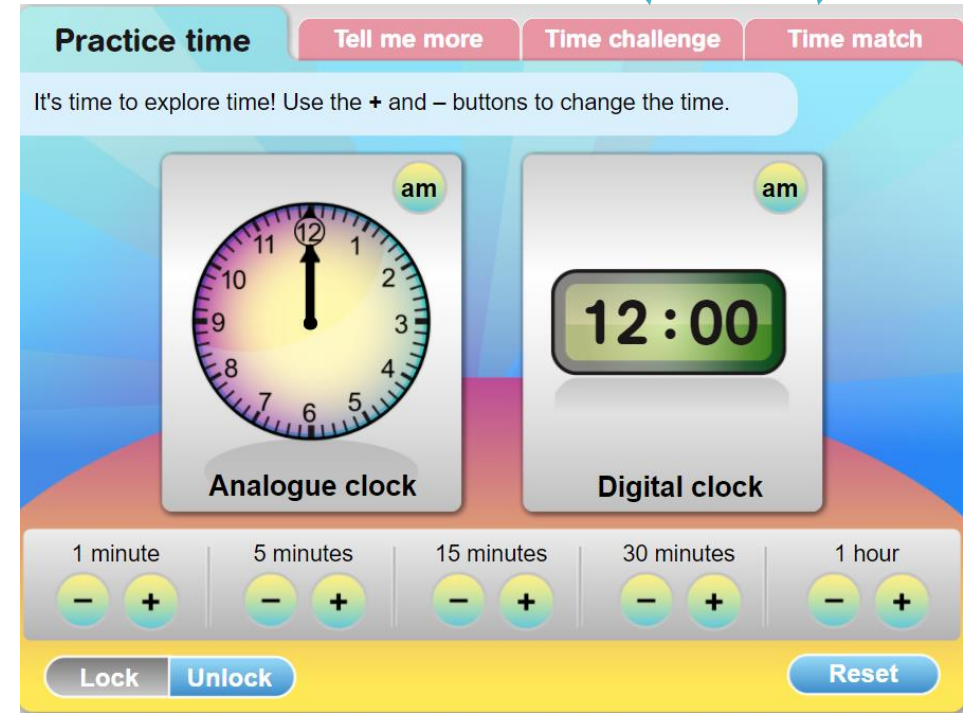 Practice time Tell me more Time challenge Time match
It's time to explore time! Use the + and – buttons to change the time.
am
12
1
2
3
4
5
6
7
8
9
10
11
Analogue clock
am
12:00
Digital clock
1 minute 5 minutes 15 minutes 30 minutes 1 hour
– + – + – + – + – +
Lock Unlock Reset